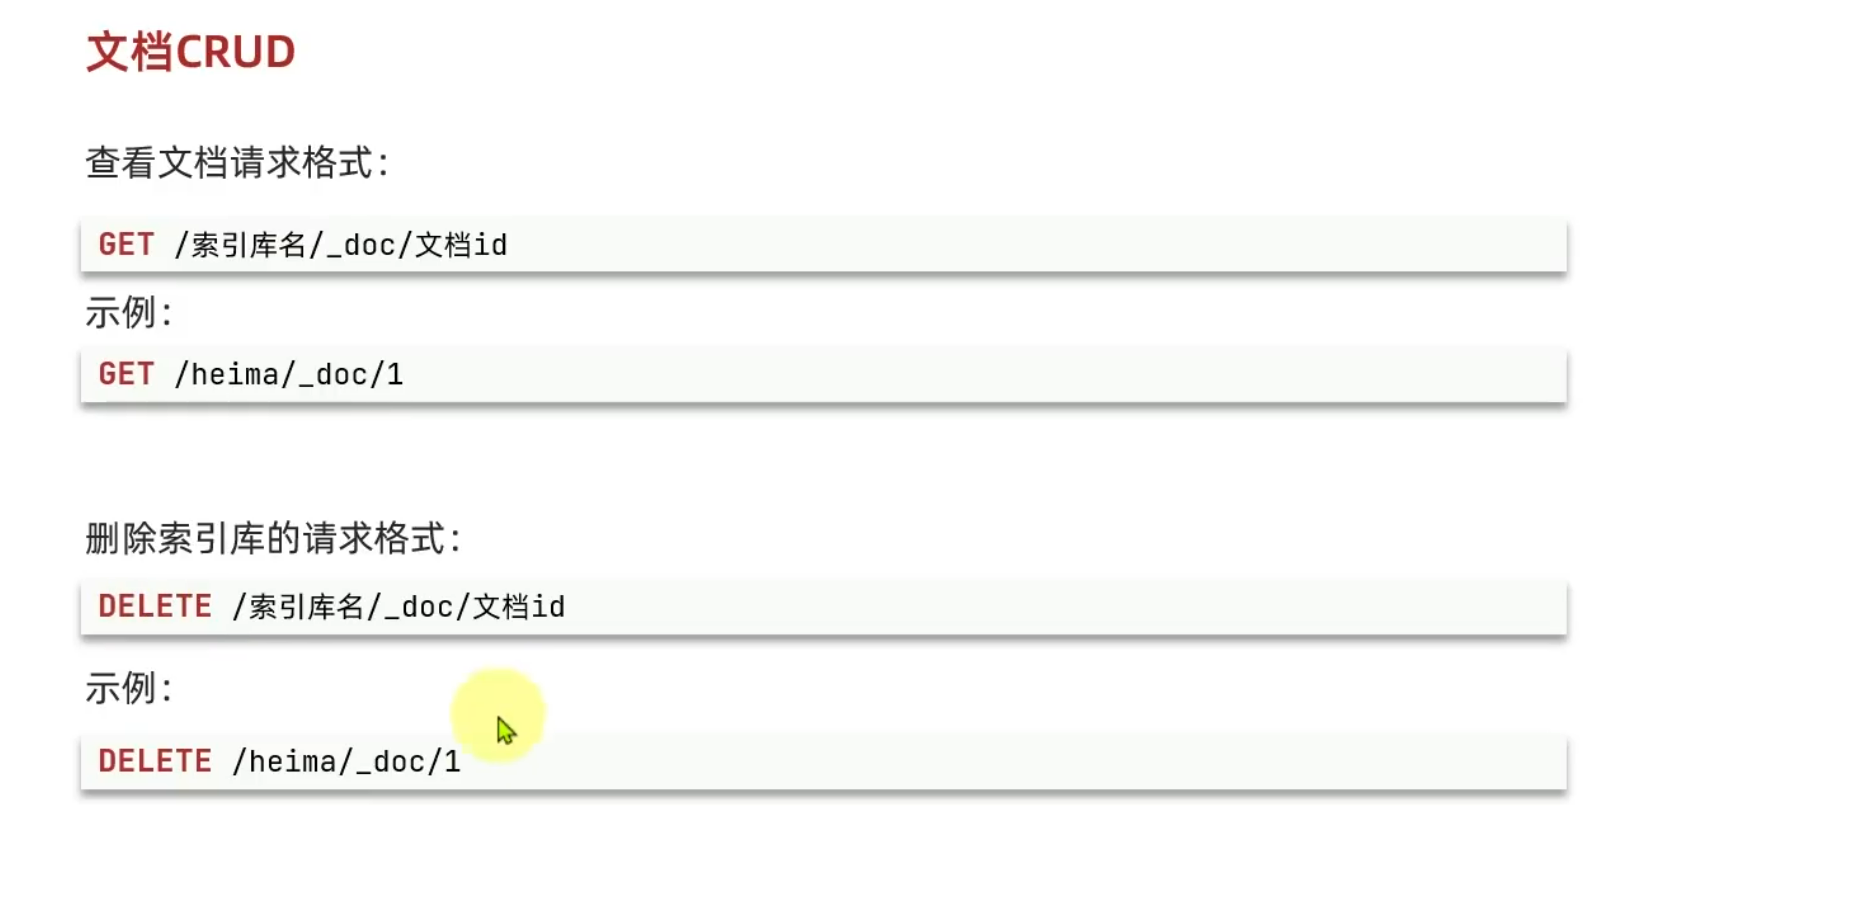 文档CRUD
查看文档请求格式：
GET /索引库名/_doc/文档id
示例：
GET /heima/_doc/1
删除索引库的请求格式：
DELETE /索引库名/_doc/文档id
示例：
DELETE /heima/_doc/1